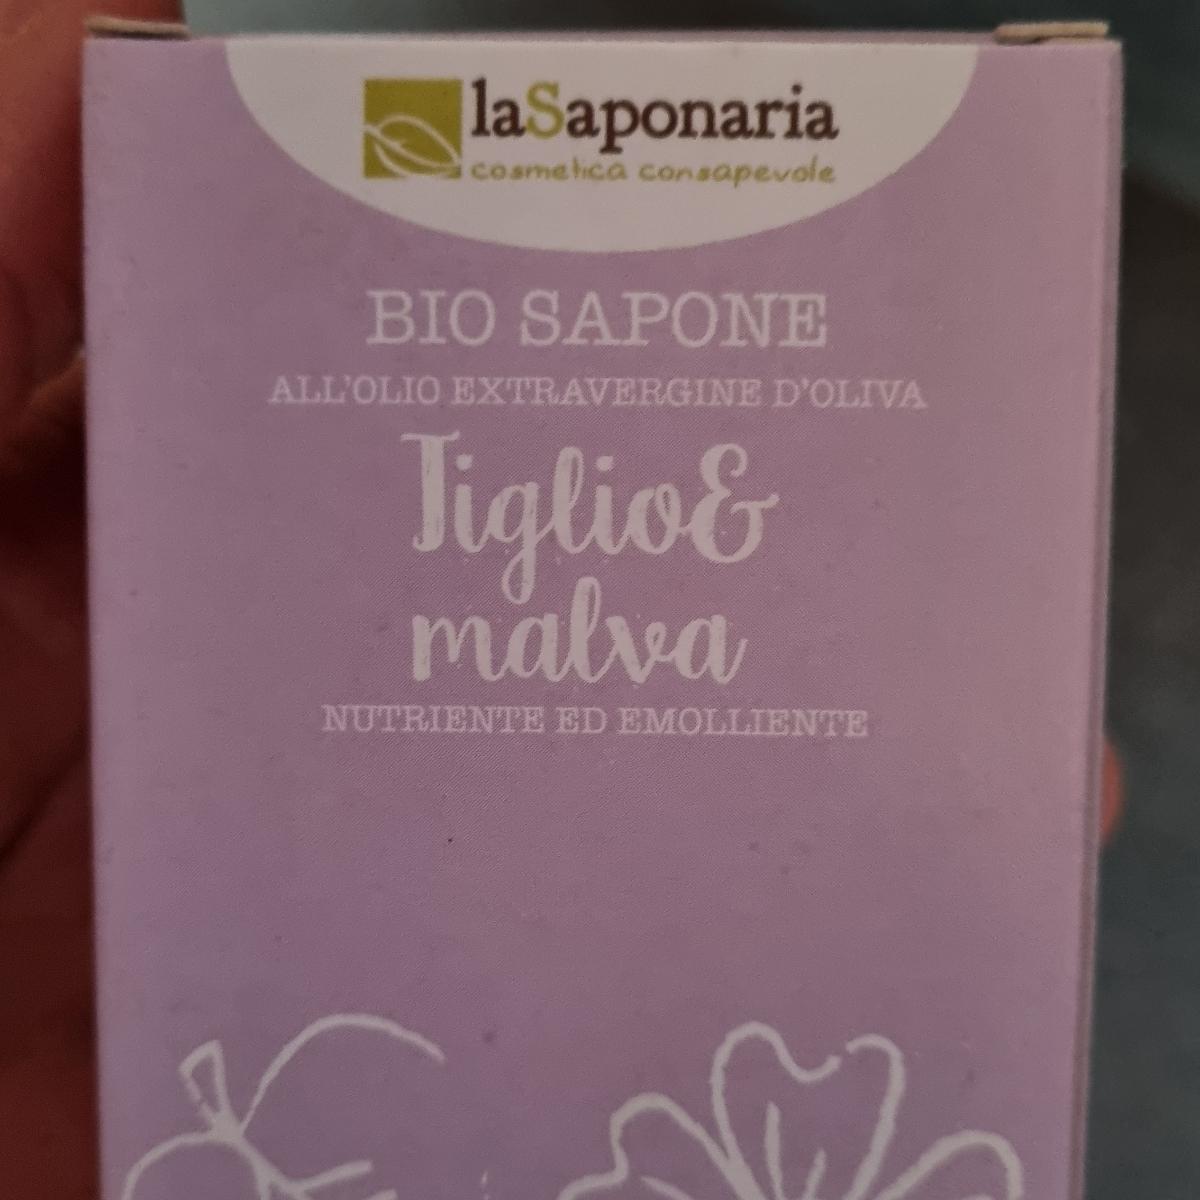 laSaponaria
cosmetica consapevole
BIO SAPONE
ALL'OLIO EXTRAVERGINE D'OLIVA
Tiglio&
malva
NUTRIENTE ED EMOLLIENTE